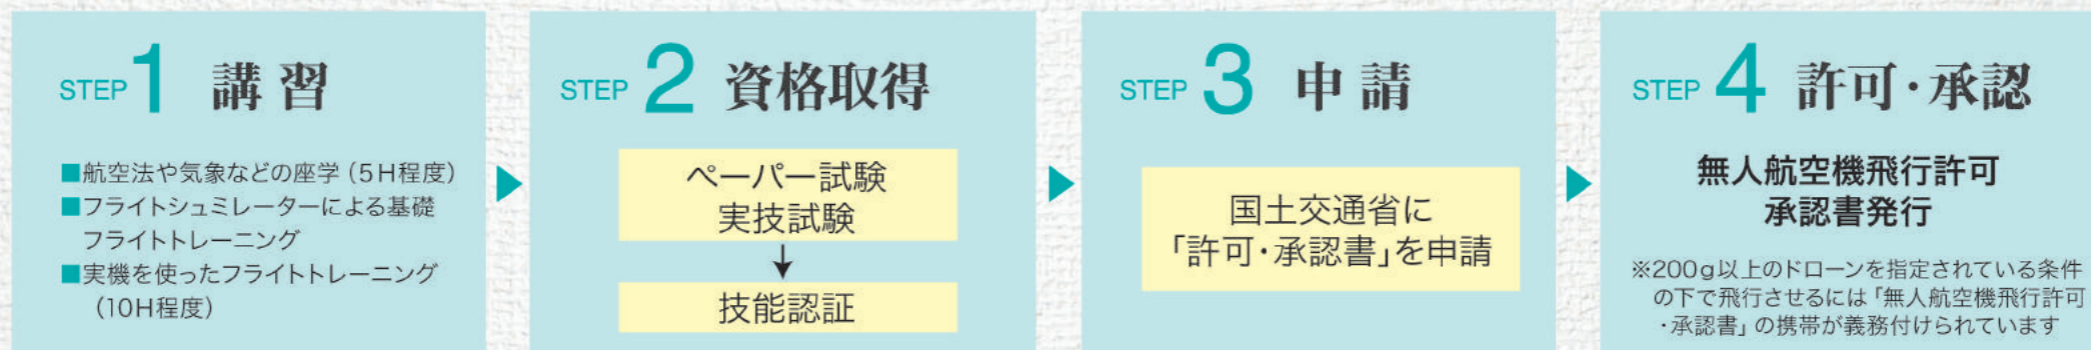 STEP 1 講習
■航空法や気象などの座学（5H程度）
■フライトシュミレーターによる基礎
フライトトレーニング
■実機を使ったフライトトレーニング
（10H程度）
STEP 2 資格取得
ペーパー試験
実技試験
↓
技能認証
STEP 3 申請
国土交通省に
「許可・承認書」を申請
STEP 4 許可・承認
無人航空機飛行許可
承認書発行
※200g以上のドローンを指定されている条件
の下で飛行させるには「無人航空機飛行許可
・承認書」の携帯が義務付けられています